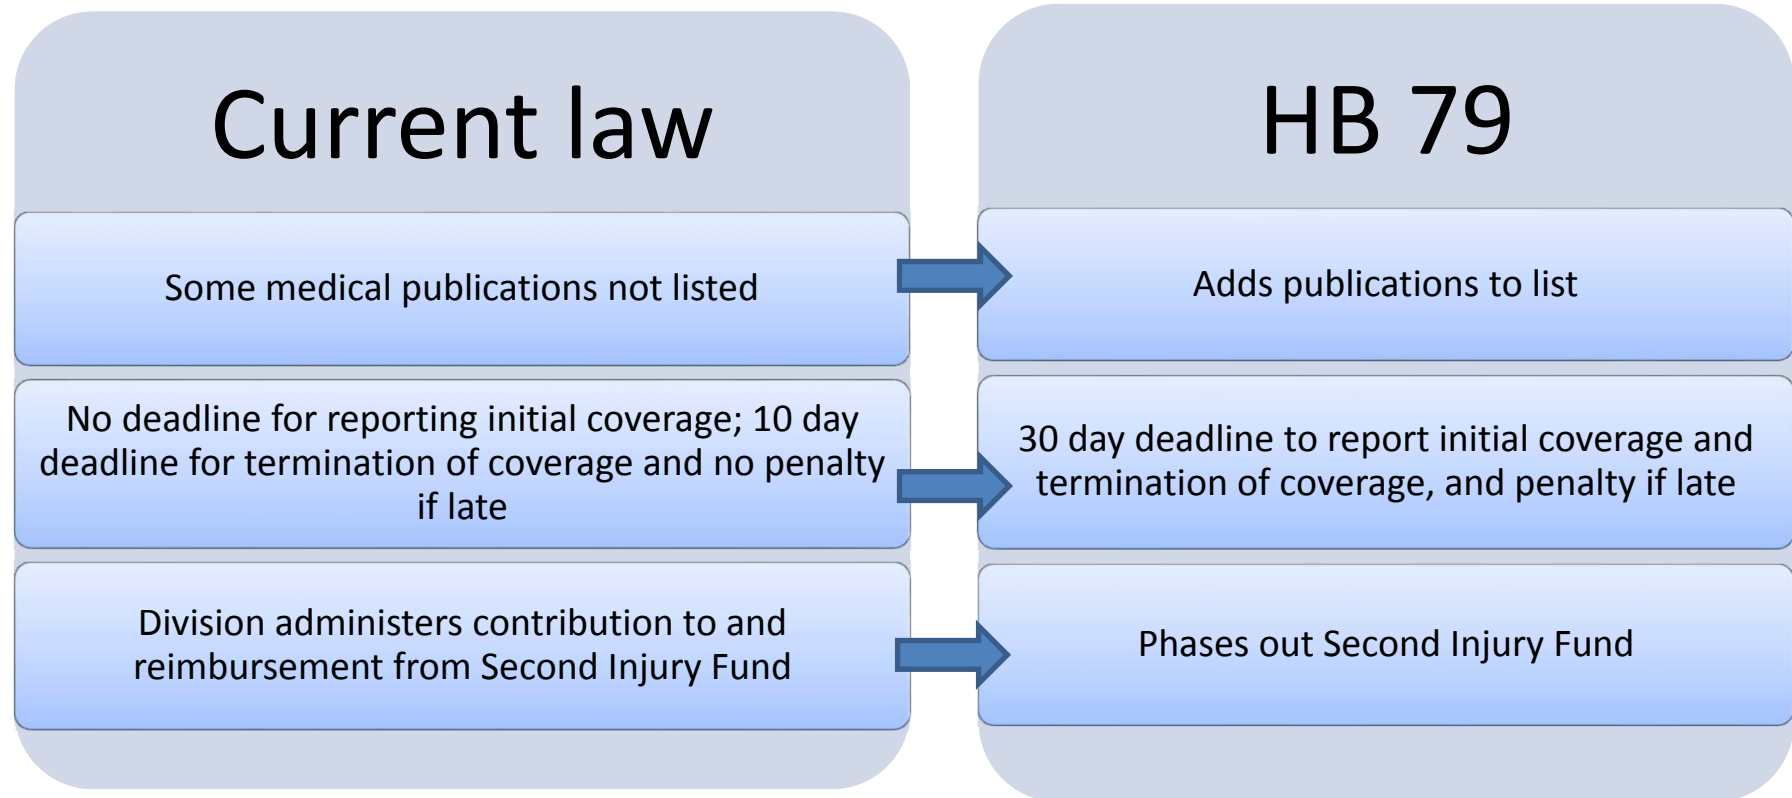 Current law
Some medical publications not listed
No deadline for reporting initial coverage; 10 day
deadline for termination of coverage and no penalty
if late
Division administers contribution to and
reimbursement from Second Injury Fund
HB 79
Adds publications to list
30 day deadline to report initial coverage and
termination of coverage, and penalty if late
Phases out Second Injury Fund